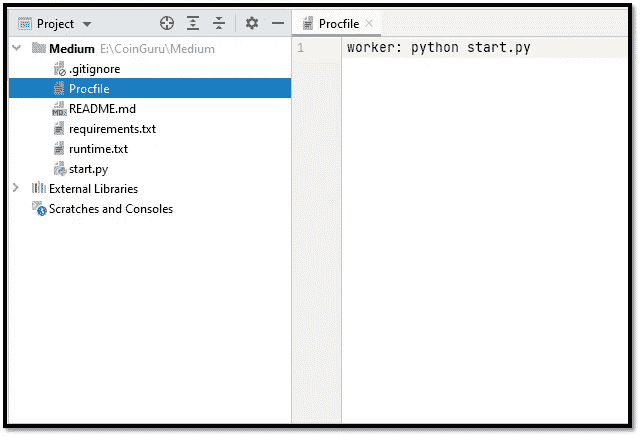 Project
Medium E:\CoinGuru\Medium
.gitignore
Procfile
README.md
requirements.txt
runtime.txt
start.py
External Libraries
Scratches and Consoles
Procfile
1 worker: python start.py